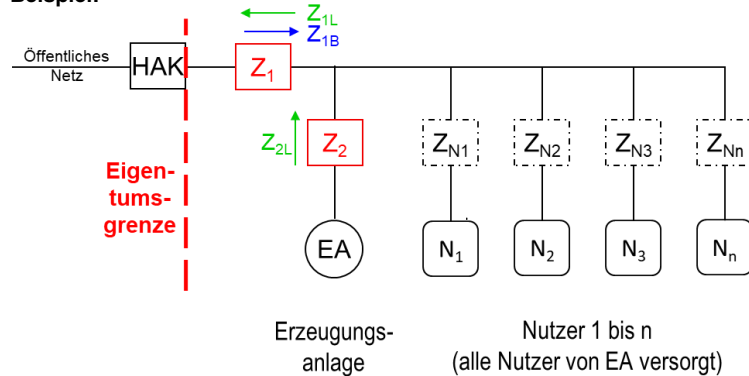 Beispiel:
Z1L
Z1B
Öffentliches
Netz
HAK
Z1
Z2L
Z2
ZN1
ZN2
ZN3
ZNn
Eigen-
tums-
grenze
EA
N1
N2
N3
Nn
Erzeugungs-
anlage
Nutzer 1 bis n
(alle Nutzer von EA versorgt)